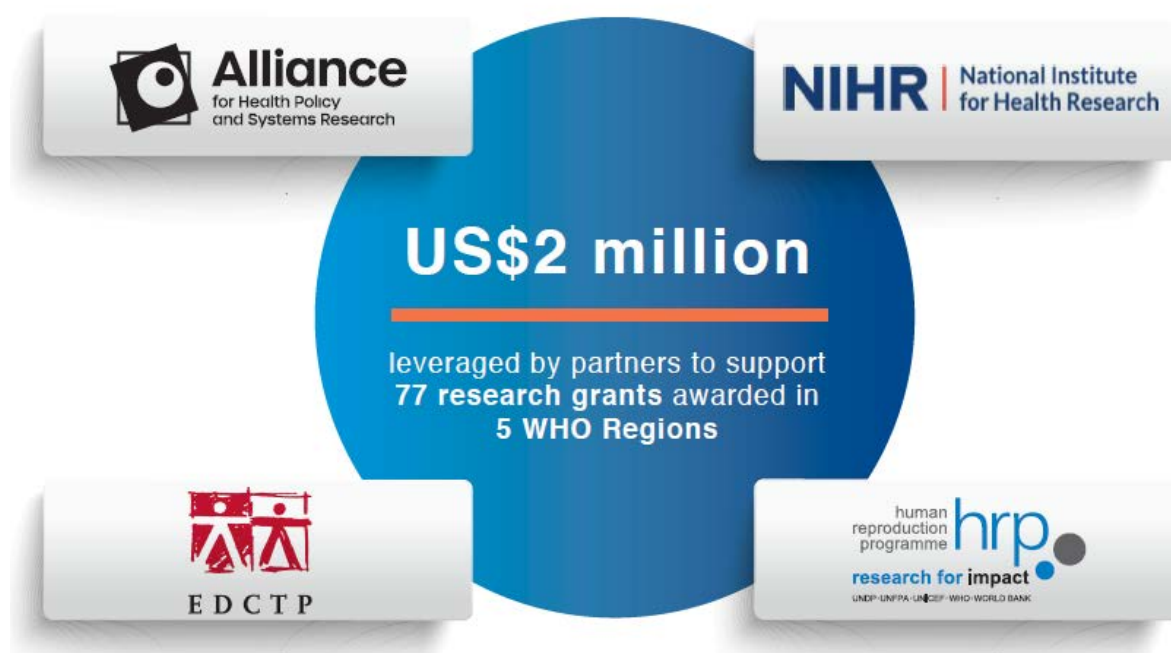 Alliance
for Health Policy
and Systems Research
NIHR
National Institute
for Health Research
US$2 million
leveraged by partners to support
77 research grants awarded in
5 WHO Regions
EDCTP
human
reproduction
programme
hrp
research for impact
UNDP·UNFPA·UNICEF·WHO·WORLD BANK